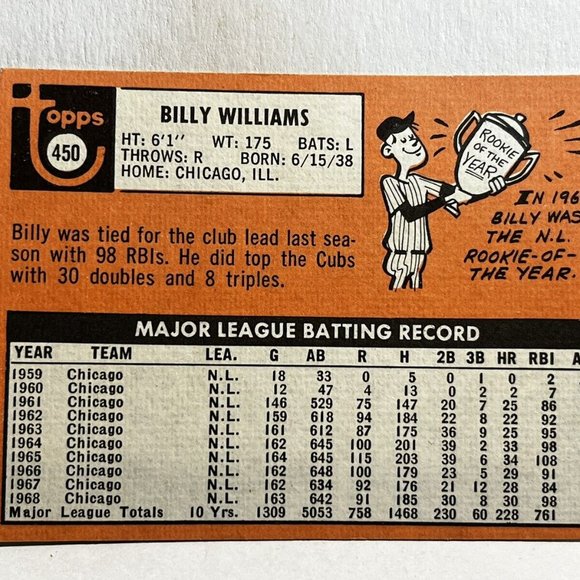 topps
450
BILLY WILLIAMS
HT: 6'1" WT: 175 BATS: L
THROWS: R BORN: 6/15/38
HOME: CHICAGO, ILL.
ROOKIE
OF THE
YEAR
IN 196
BILLY WAS
THE N.L.
ROOKIE-OF-
THE YEAR.
Billy was tied for the club lead last sea-
son with 98 RBIs. He did top the Cubs
with 30 doubles and 8 triples.
MAJOR LEAGUE BATTING RECORD
YEAR TEAM LEA. G AB R H 2B 3B HR RBI A
1959 Chicago N.L. 18 33 0 5 0 1 0 2
1960 Chicago N.L. 12 47 4 13 0 2 2 7
1961 Chicago N.L. 146 529 75 147 20 7 25 86
1962 Chicago N.L. 159 618 94 184 22 8 22 92
1963 Chicago N.L. 161 612 87 175 36 9 25 95
1964 Chicago N.L. 162 645 100 201 39 2 33 98
1965 Chicago N.L. 164 645 115 203 39 6 34 108
1966 Chicago N.L. 162 648 100 179 23 5 29 91
1967 Chicago N.L. 162 634 92 176 21 12 28 84
1968 Chicago N.L. 163 642 91 185 30 8 30 98
Major League Totals 10 Yrs. 1309 5053 758 1468 230 60 228 761